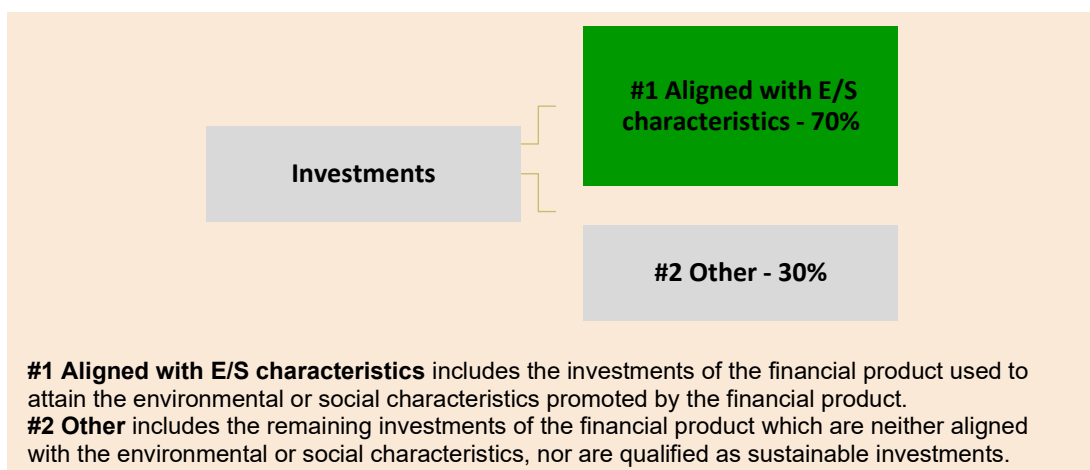 #1 Aligned with E/S
characteristics - 70%
Investments
#2 Other - 30%
#1 Aligned with E/S characteristics includes the investments of the financial product used to
attain the environmental or social characteristics promoted by the financial product.
#2 Other includes the remaining investments of the financial product which are neither aligned
with the environmental or social characteristics, nor are qualified as sustainable investments.